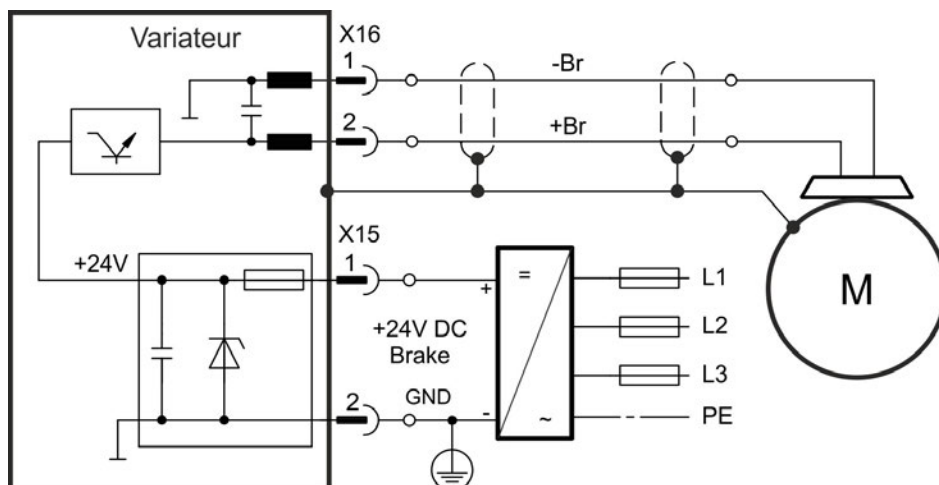 Variateur
X16
1
-Br
2
+Br
X15
+24V
1
+
=
L1
+24V DC
Brake
L2
M
L3
2
GND
-
~
PE